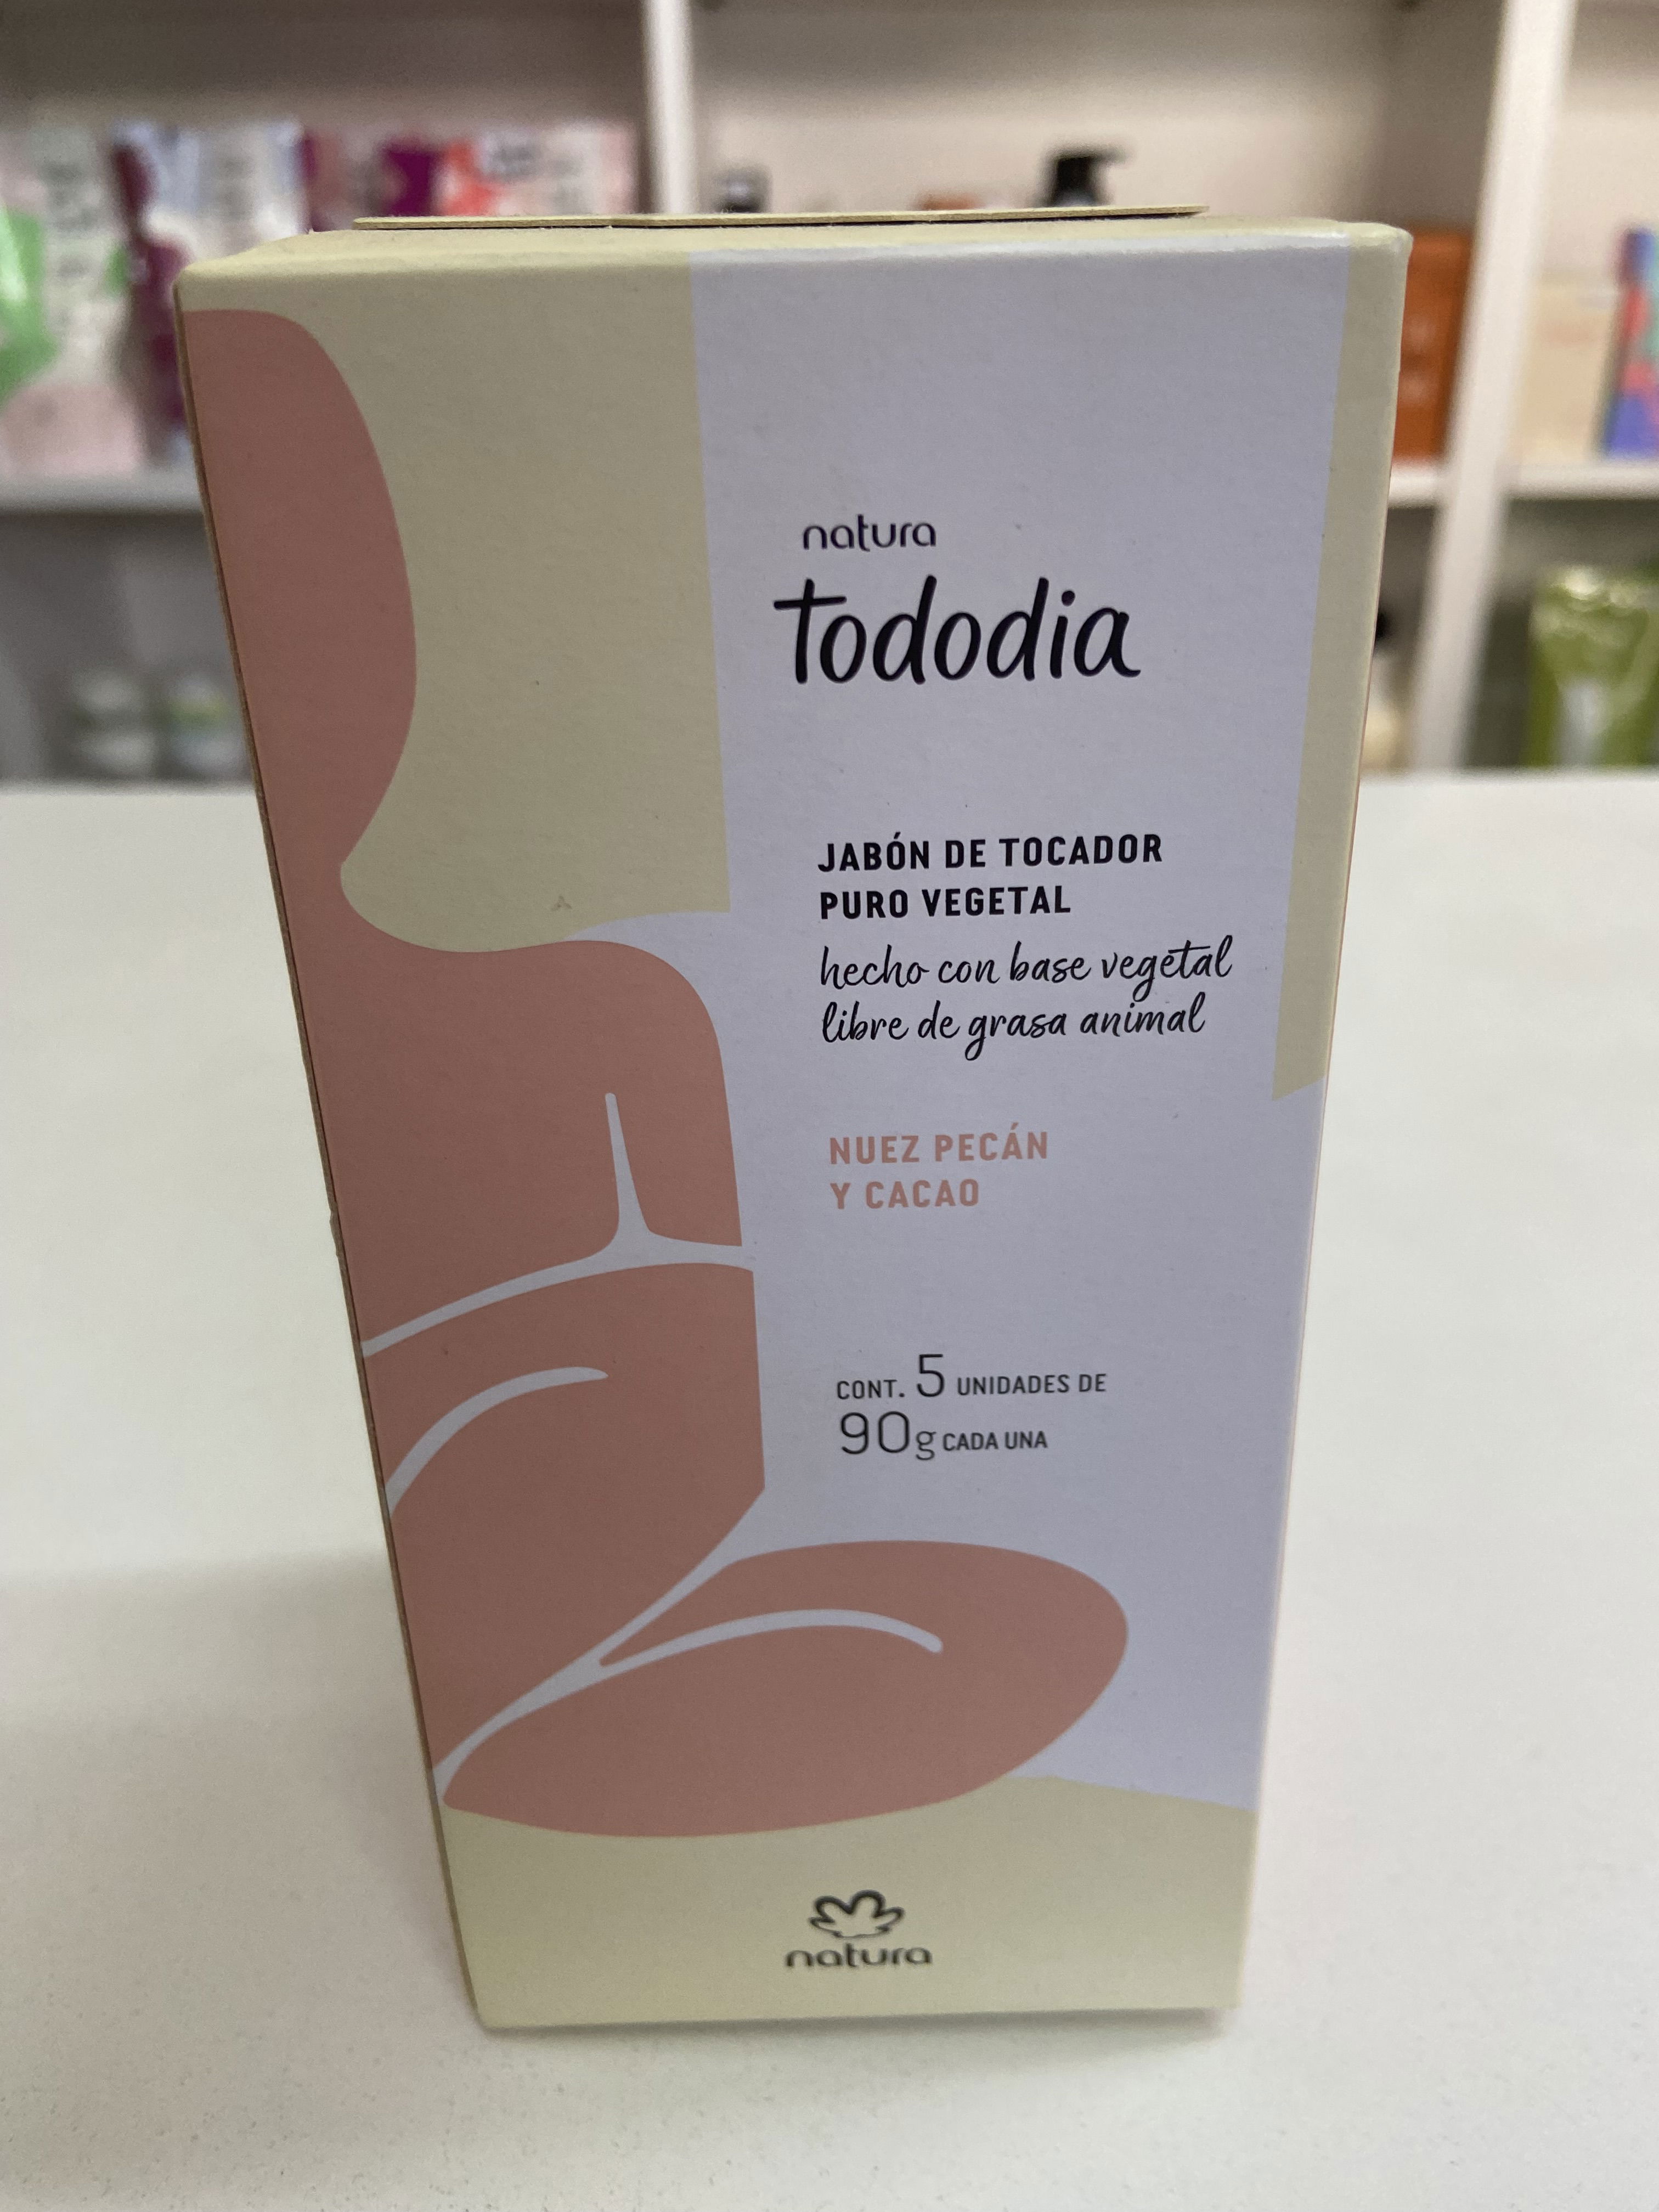 natura
tododia
JABÓN DE TOCADOR
PURO VEGETAL
hecho con base vegetal
libre de grasa animal
NUEZ PECÁN
Y CACAO
CONT. 5 UNIDADES DE
90g CADA UNA
natura